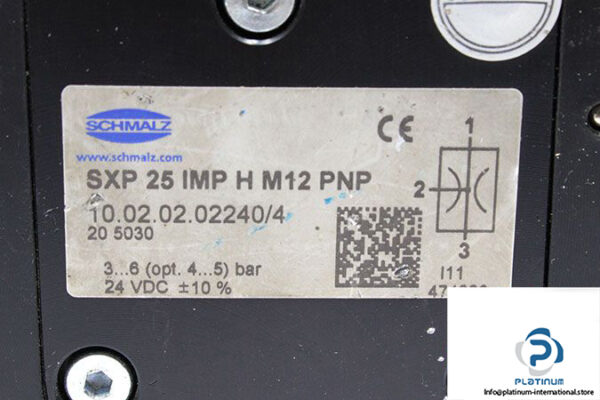 SCHMALZ
www.schmalz.com
SXP 25 IMP H M12 PNP
10.02.02.02240/4
20 5030
3...6 (opt. 4...5) bar
24 VDC ±10 %
CE
1
2
3
I11
PLATINUM
Info@platinum-international.store